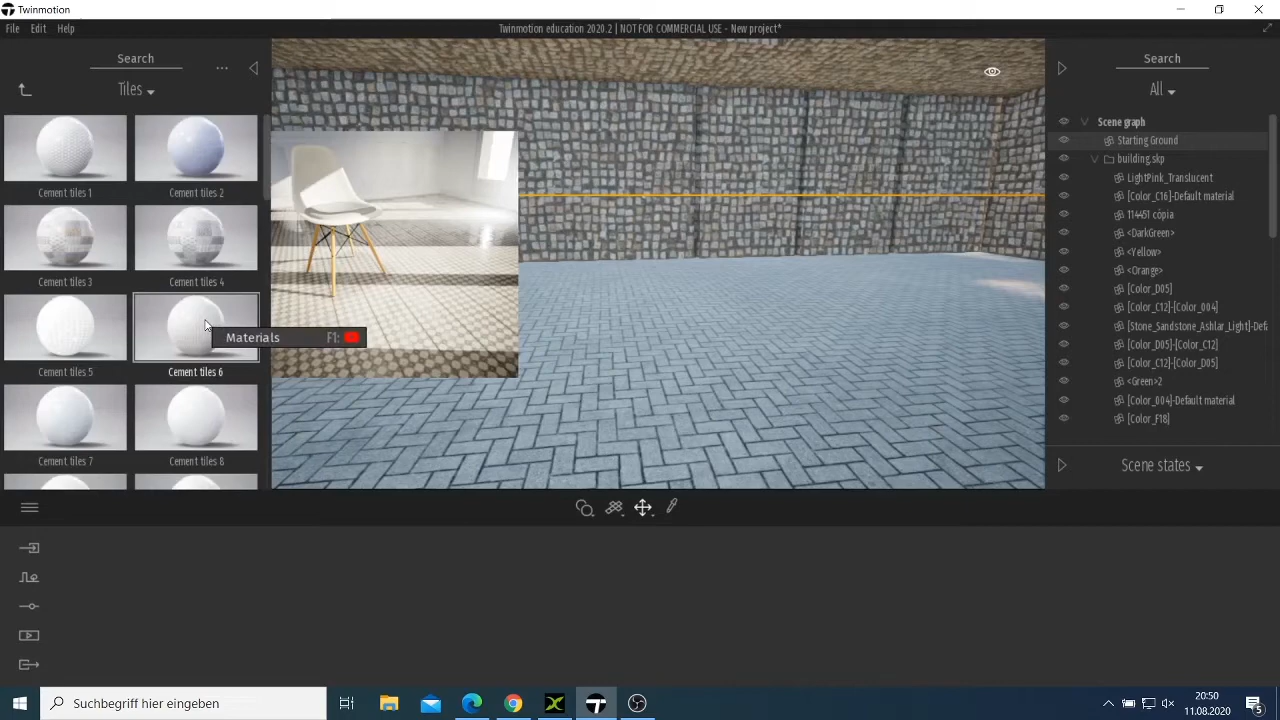 Twinmotion
File Edit Help
Twinmotion education 2020.2 | NOT FOR COMMERCIAL USE - New project*
Search
...
Tiles
Cement tiles 1
Cement tiles 2
Cement tiles 3
Cement tiles 4
Cement tiles 5
Cement tiles 6
Cement tiles 7
Cement tiles 8
Materials F1:
Search
All
Scene graph
Starting Ground
building.skp
LightPink_Translucent
[Color_C16]-Default material
114451 cópia
<DarkGreen>
<Yellow>
<Orange>
[Color_D05]
[Color_C12]-[Color_004]
[Stone_Sandstone_Ashlar_Light]-Defa
[Color_D05]-[Color_C12]
[Color_C12]-[Color_D05]
<Green>2
[Color_004]-Default material
[Color_F18]
Scene states
Suchbegriff hier eingeben
20:50
11.08.2020
5